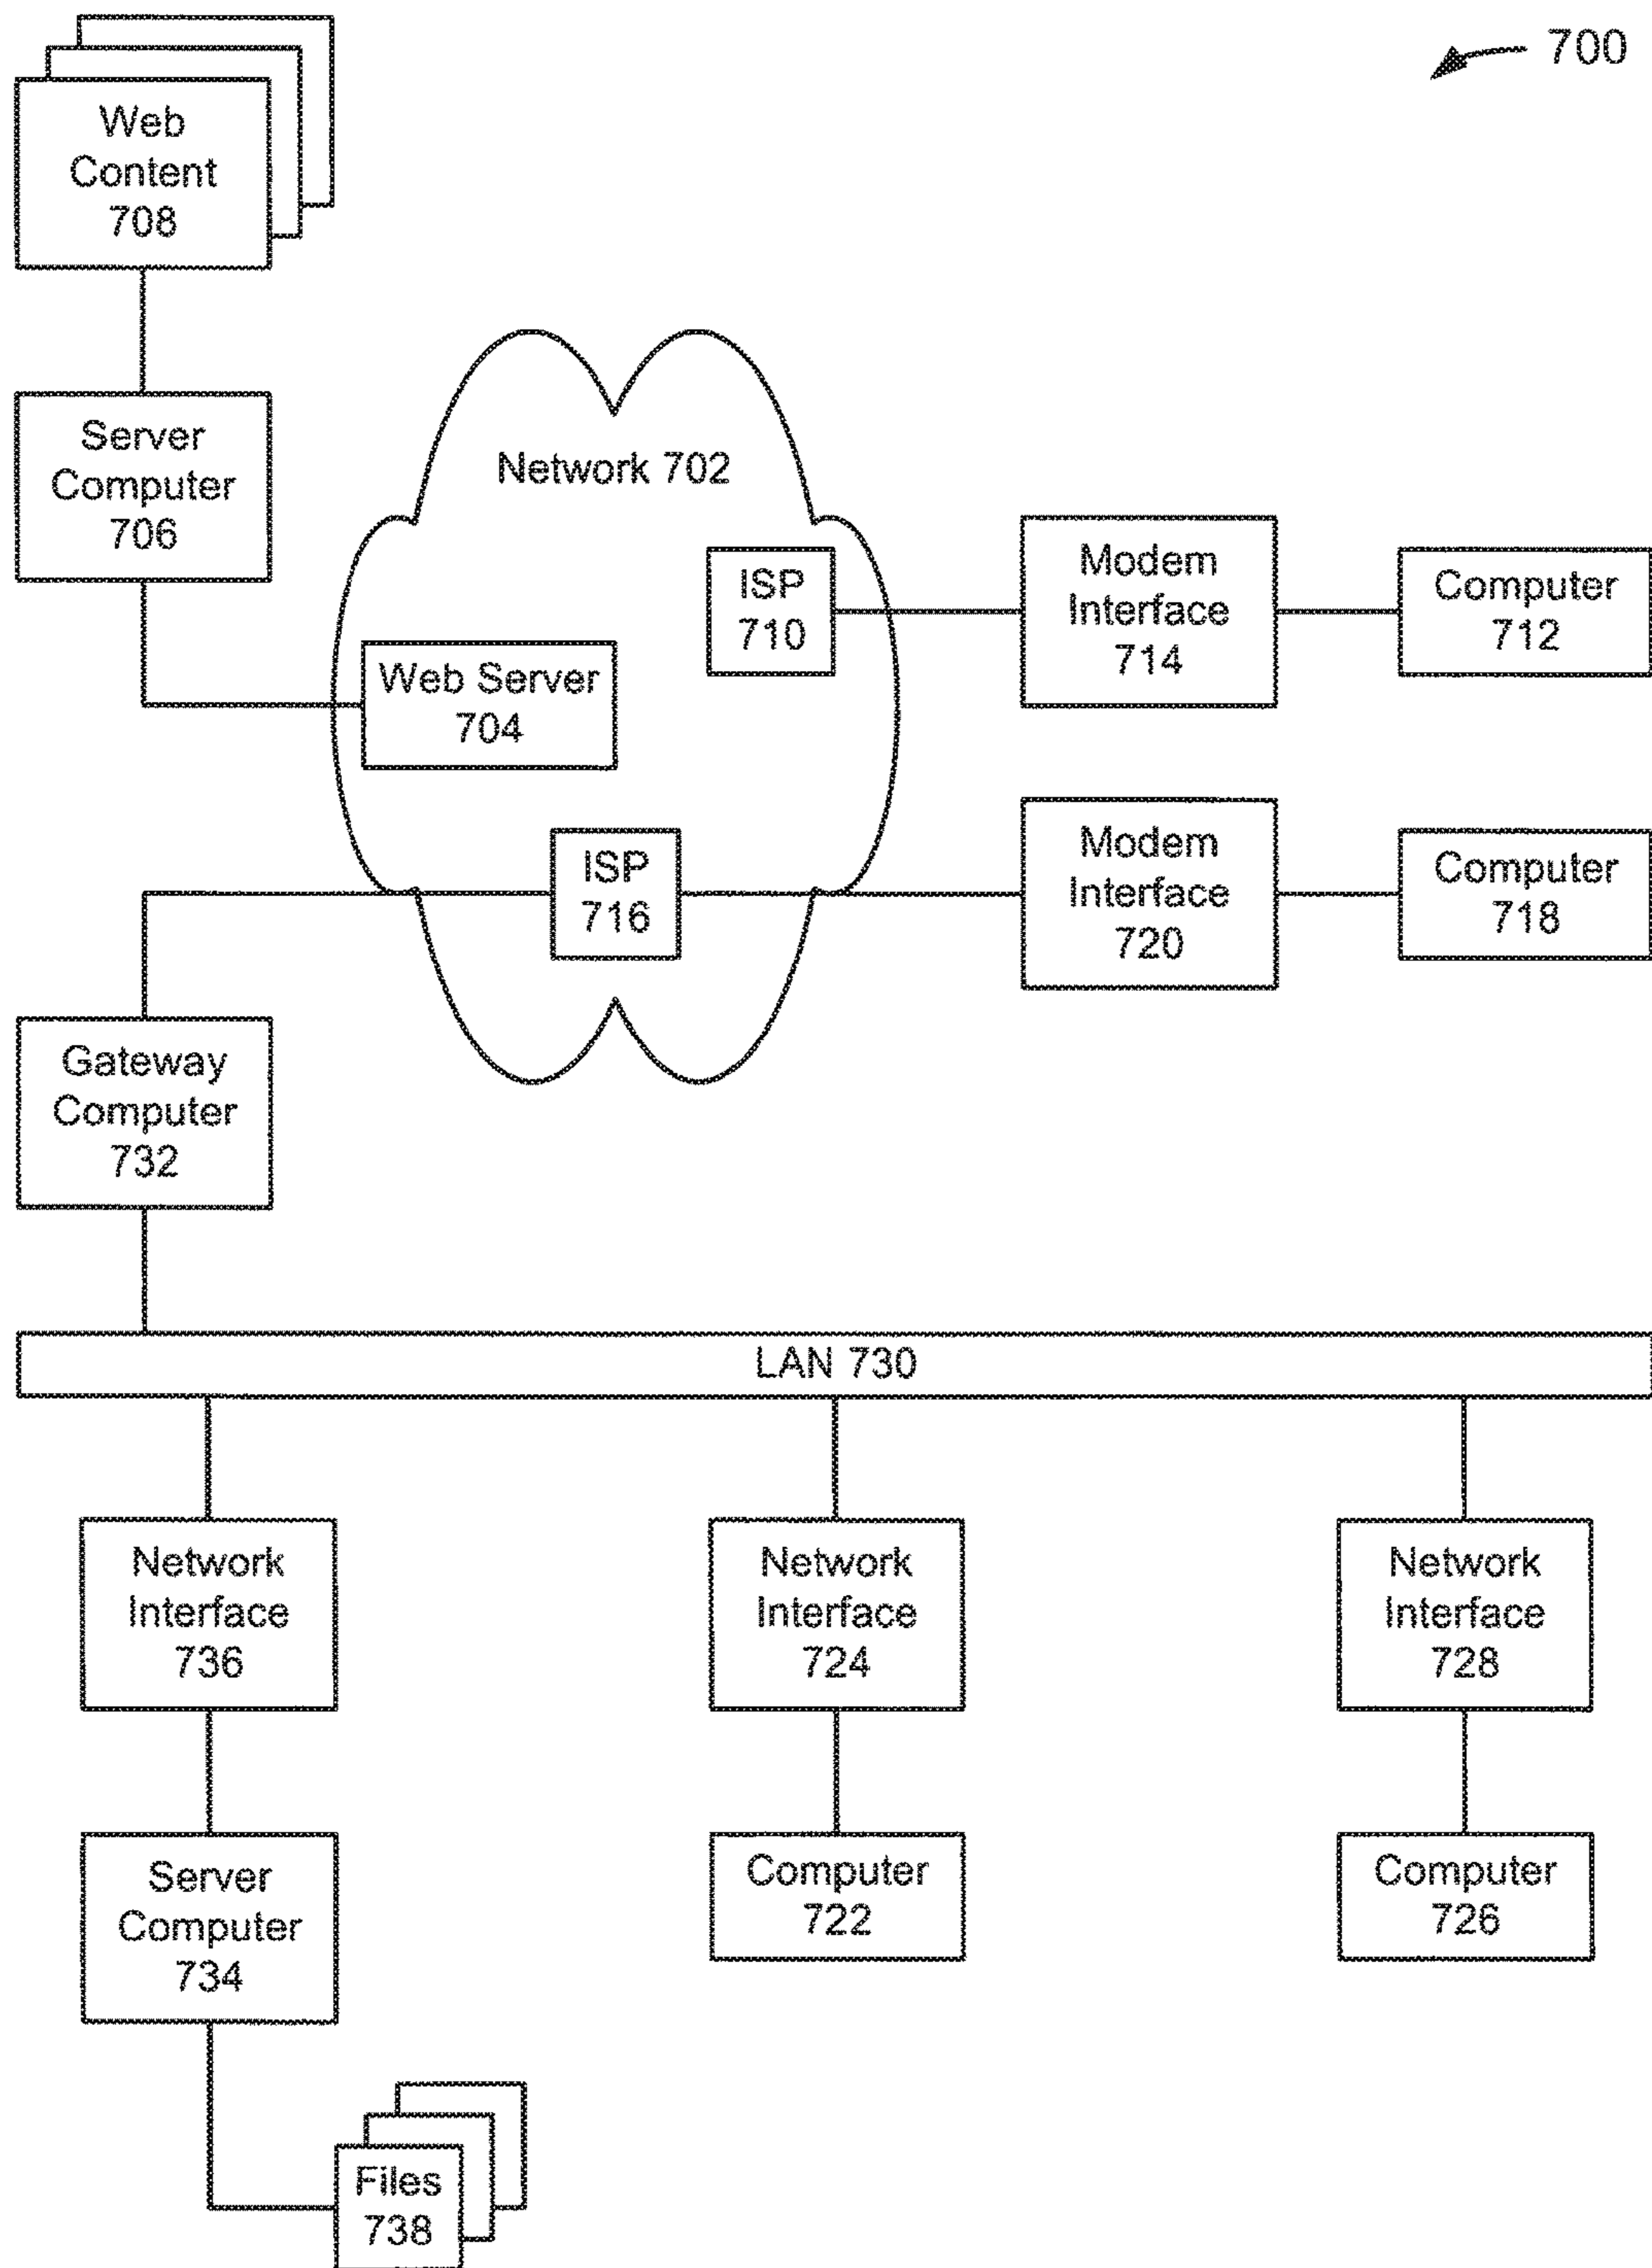 700
Web
Content
708
Server
Computer
706
Network 702
ISP
710
Modem
Interface
714
Computer
712
Web Server
704
ISP
716
Modem
Interface
720
Computer
718
Gateway
Computer
732
LAN 730
Network
Interface
736
Network
Interface
724
Network
Interface
728
Server
Computer
734
Computer
722
Computer
726
Files
738